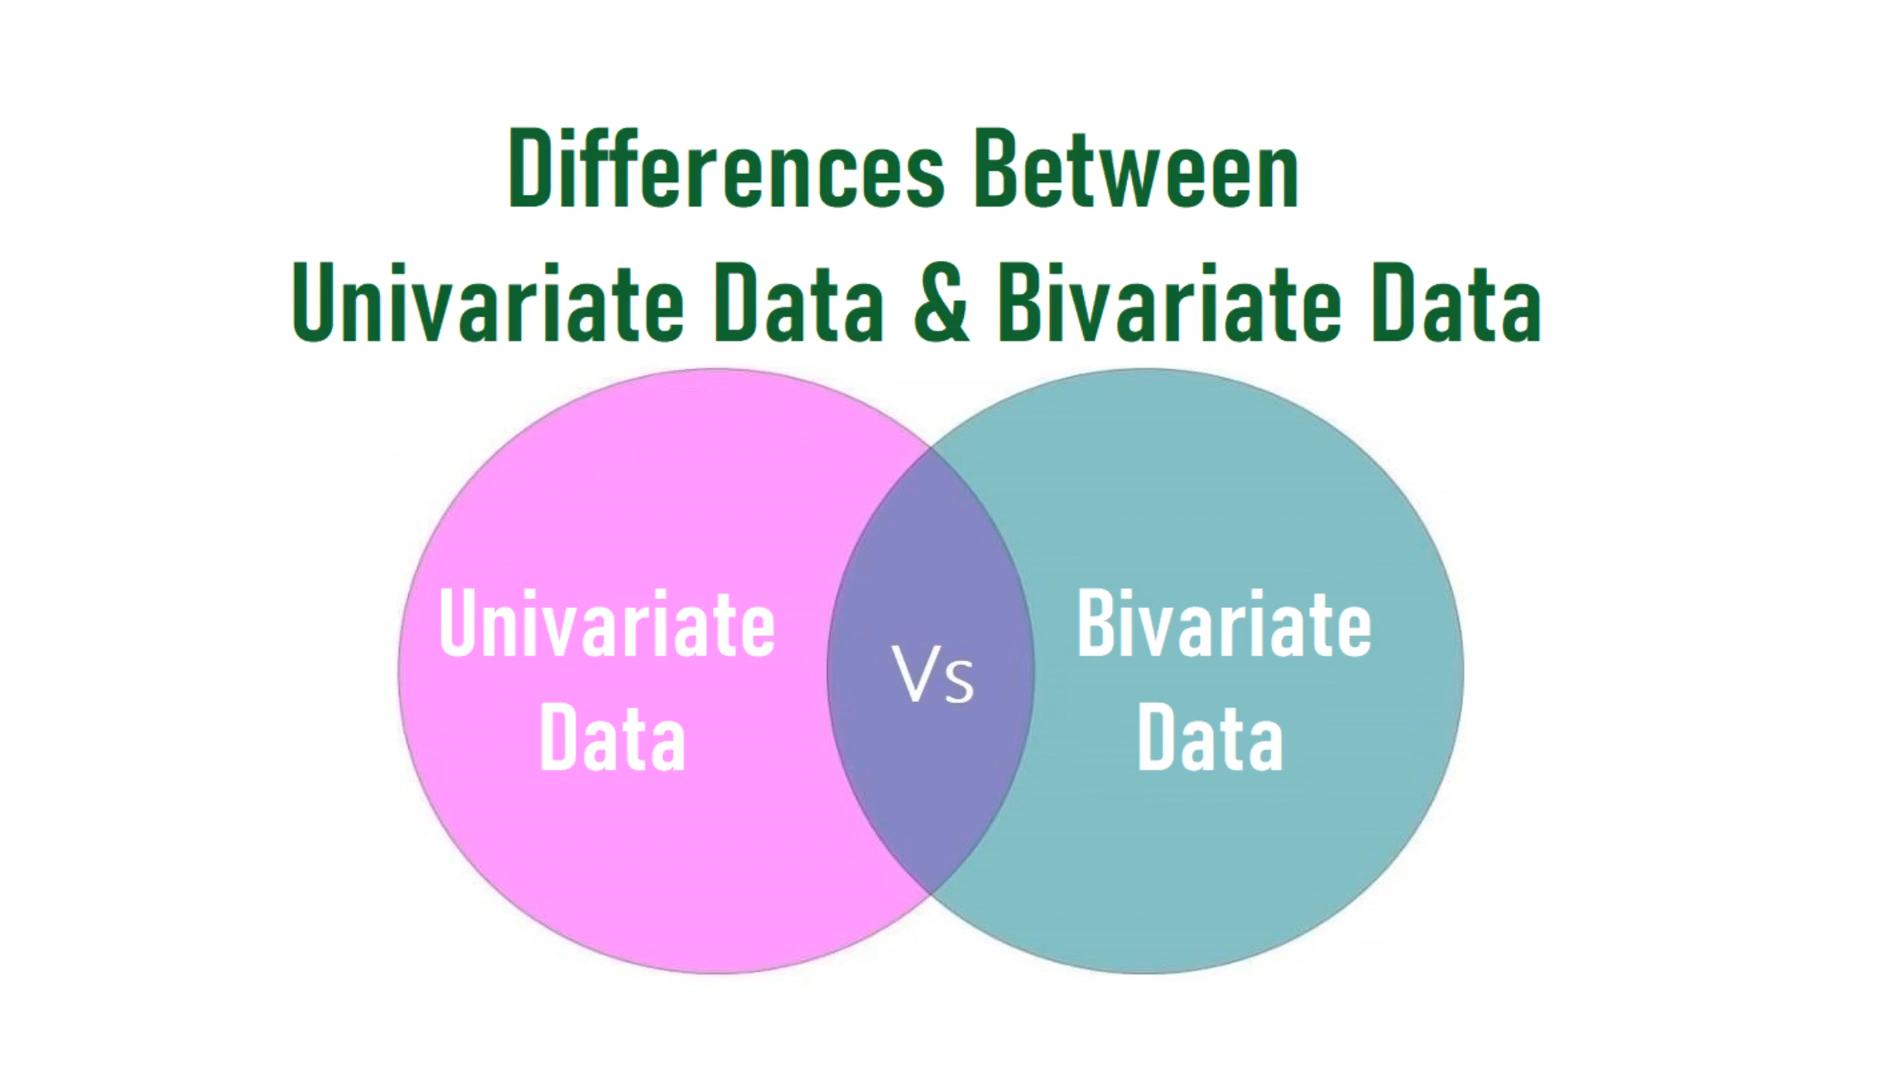 Differences Between
Univariate Data & Bivariate Data
Univariate
Data
Vs
Bivariate
Data